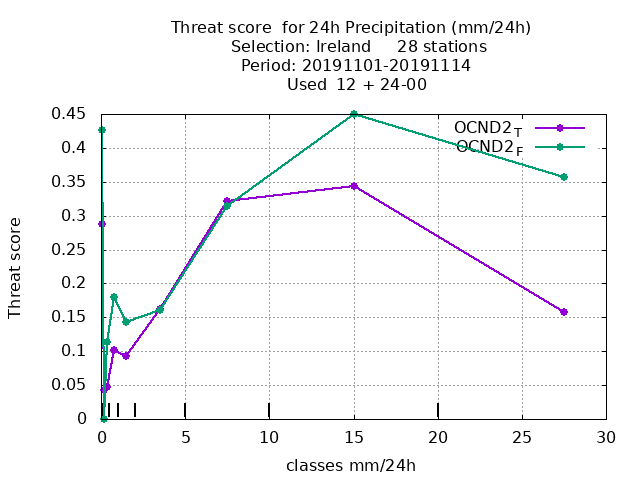 Threat score  for 24h Precipitation (mm/24h)
Selection: Ireland     28 stations
Period: 20191101-20191114
Used  12 + 24-00
Threat score
0.45
0.4
0.35
0.3
0.25
0.2
0.15
0.1
0.05
0
OCND2T
OCND2F
0 5 10 15 20 25 30
classes mm/24h